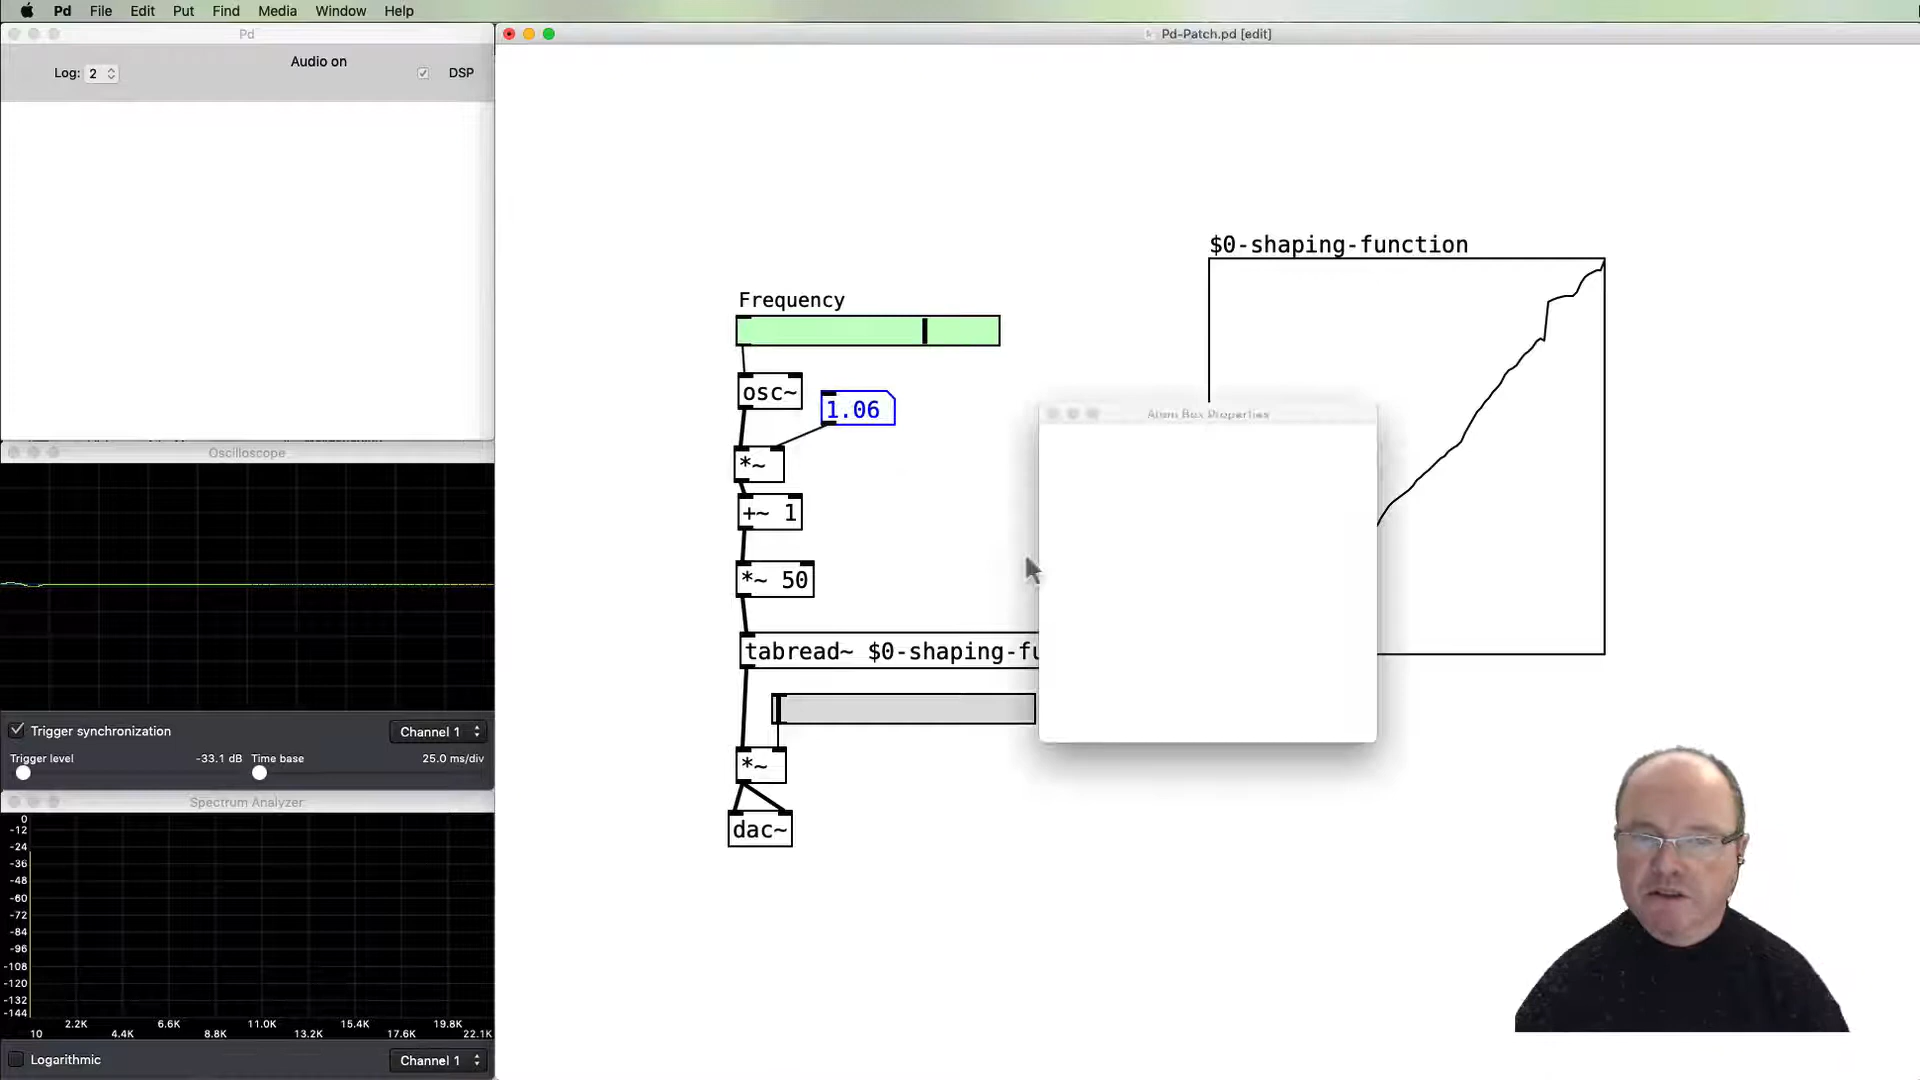 Pd File Edit Put Find Media Window Help
Pd
Audio on
Log: 2
DSP
Pd-Patch.pd [edit]
$0-shaping-function
Frequency
osc~
1.06
*~
+~ 1
*~ 50
tabread~ $0-shaping-fu
*~
dac~
Atom Box Properties
Oscilloscope
Trigger synchronization
Channel 1
Trigger level
-33.1 dB
Time base
25.0 ms/div
Spectrum Analyzer
0
-12
-24
-36
-48
-60
-72
-84
-96
-108
-120
-132
-144
2.2K 6.6K 11.0K 15.4K 19.8K
10 4.4K 8.8K 13.2K 17.6K 22.1K
Logarithmic
Channel 1